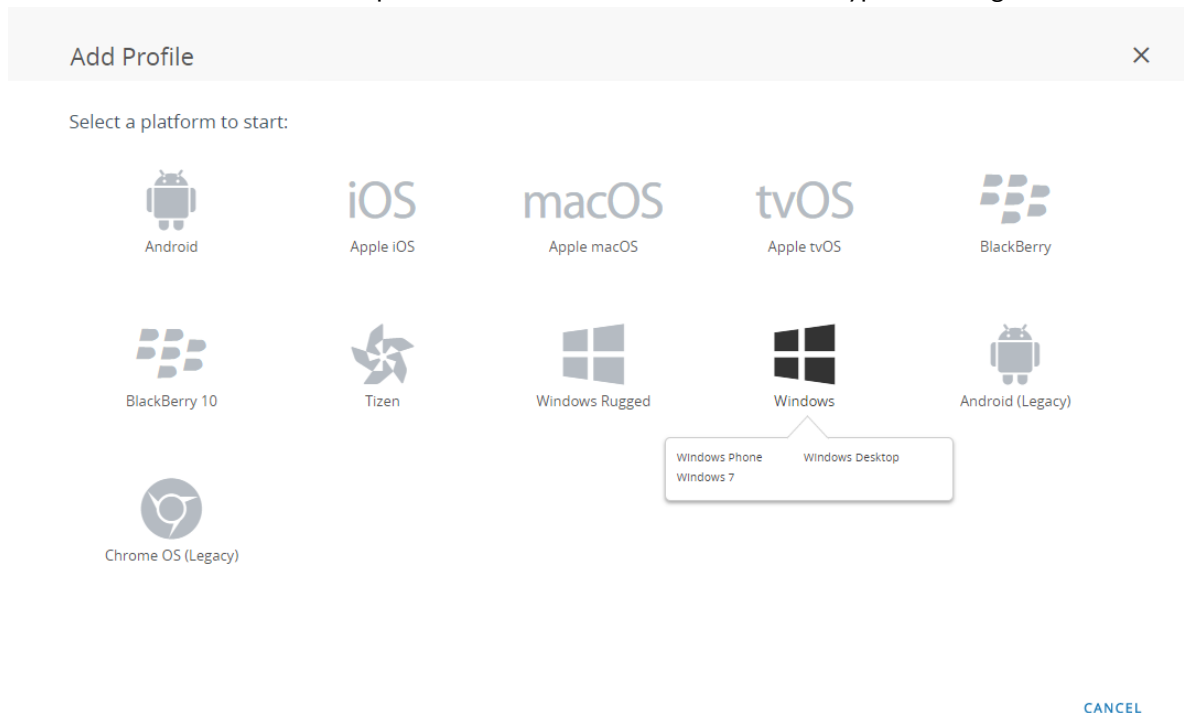 Add Profile
Select a platform to start:
iOS macOS tvOS
Android Apple iOS Apple macOS Apple tvOS BlackBerry
BlackBerry 10 Tizen Windows Rugged Windows Android (Legacy)
Windows Phone Windows Desktop
Windows 7
Chrome OS (Legacy)
CANCEL